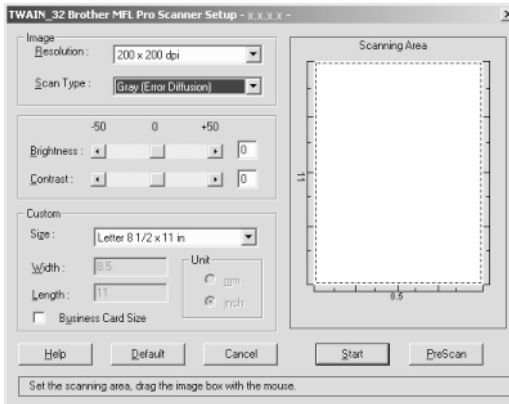 TWAIN_32 Brother MFL Pro Scanner Setup - x.x.x.x -
Image
Resolution :
200 x 200 dpi
Scan Type :
Gray (Error Diffusion)
-50 0 +50
Brightness : 0
Contrast : 0
Custom
Size :
Letter 8 1/2 x 11 in
Width :
8.5
Length :
11
Unit
mm
inch
Business Card Size
Scanning Area
11
8.5
Help
Default
Cancel
Start
PreScan
Set the scanning area, drag the image box with the mouse.